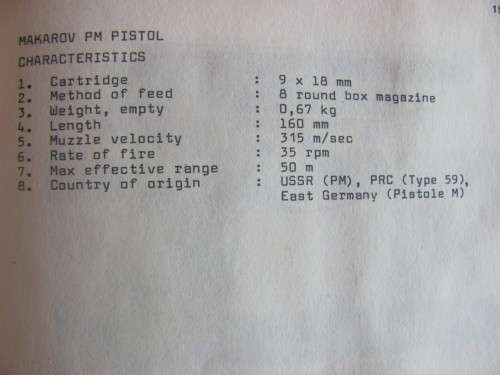 MAKAROV PM PISTOL
CHARACTERISTICS
1. Cartridge : 9 x 18 mm
2. Method of feed : 8 round box magazine
3. Weight, empty : 0,67 kg
4. Length : 160 mm
5. Muzzle velocity : 315 m/sec
6. Rate of fire : 35 rpm
7. Max effective range : 50 m
8. Country of origin : USSR (PM), PRC (Type 59),
East Germany (Pistole M)